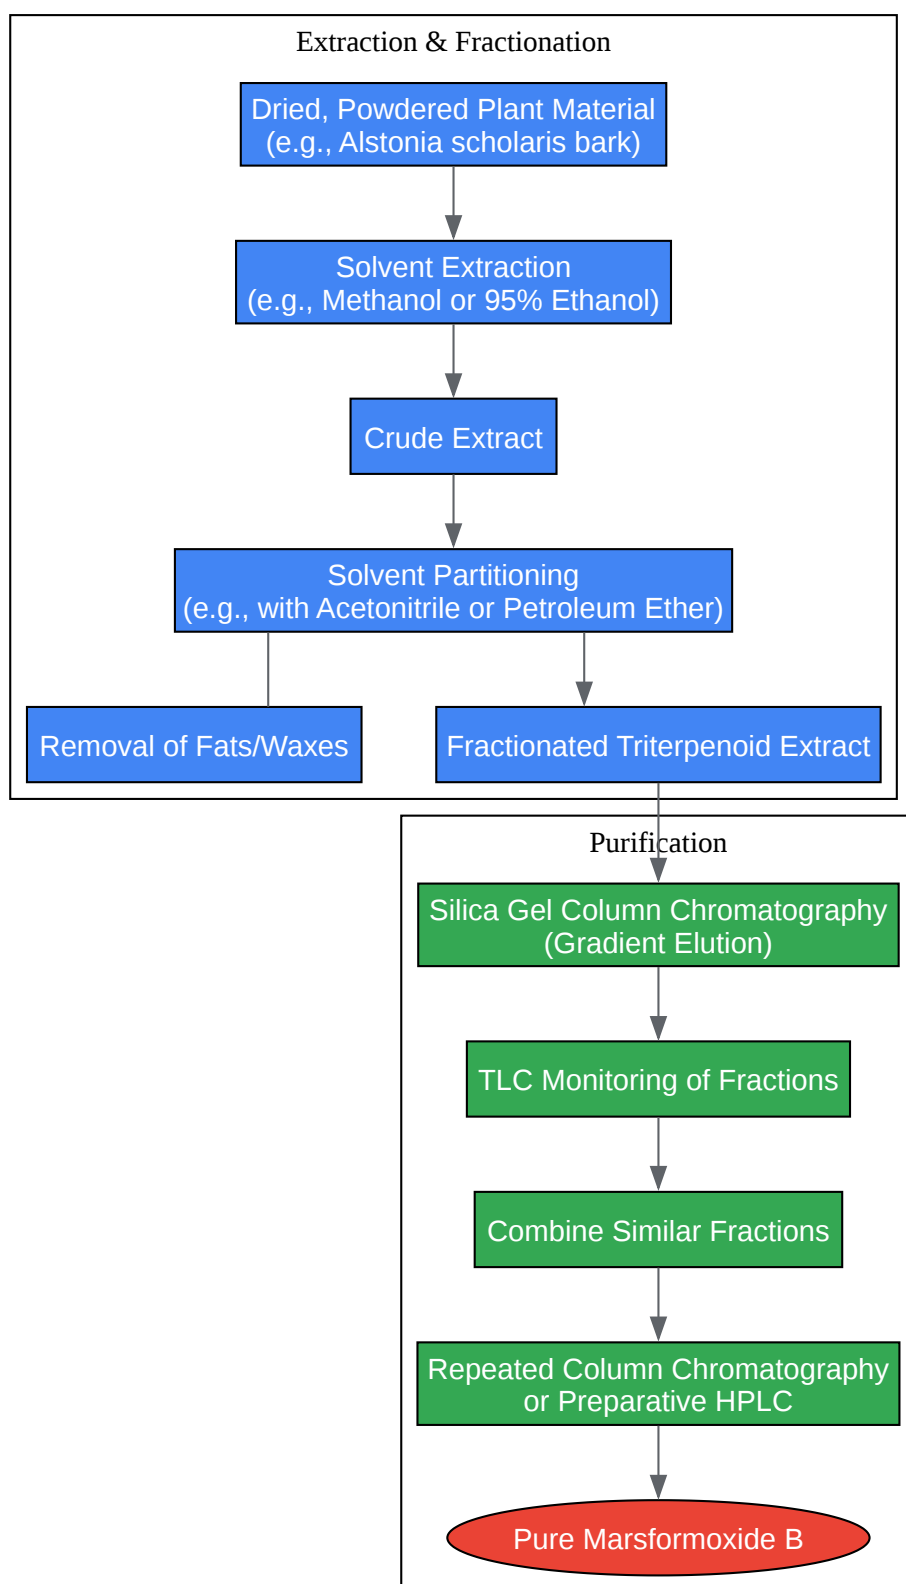 Extraction & Fractionation
Dried, Powdered Plant Material
(e.g., Alstonia scholaris bark)
Solvent Extraction
(e.g., Methanol or 95% Ethanol)
Crude Extract
Solvent Partitioning
(e.g., with Acetonitrile or Petroleum Ether)
Removal of Fats/Waxes
Fractionated Triterpenoid Extract
Purification
Silica Gel Column Chromatography
(Gradient Elution)
TLC Monitoring of Fractions
Combine Similar Fractions
Repeated Column Chromatography
or Preparative HPLC
Pure Marsformoxide B